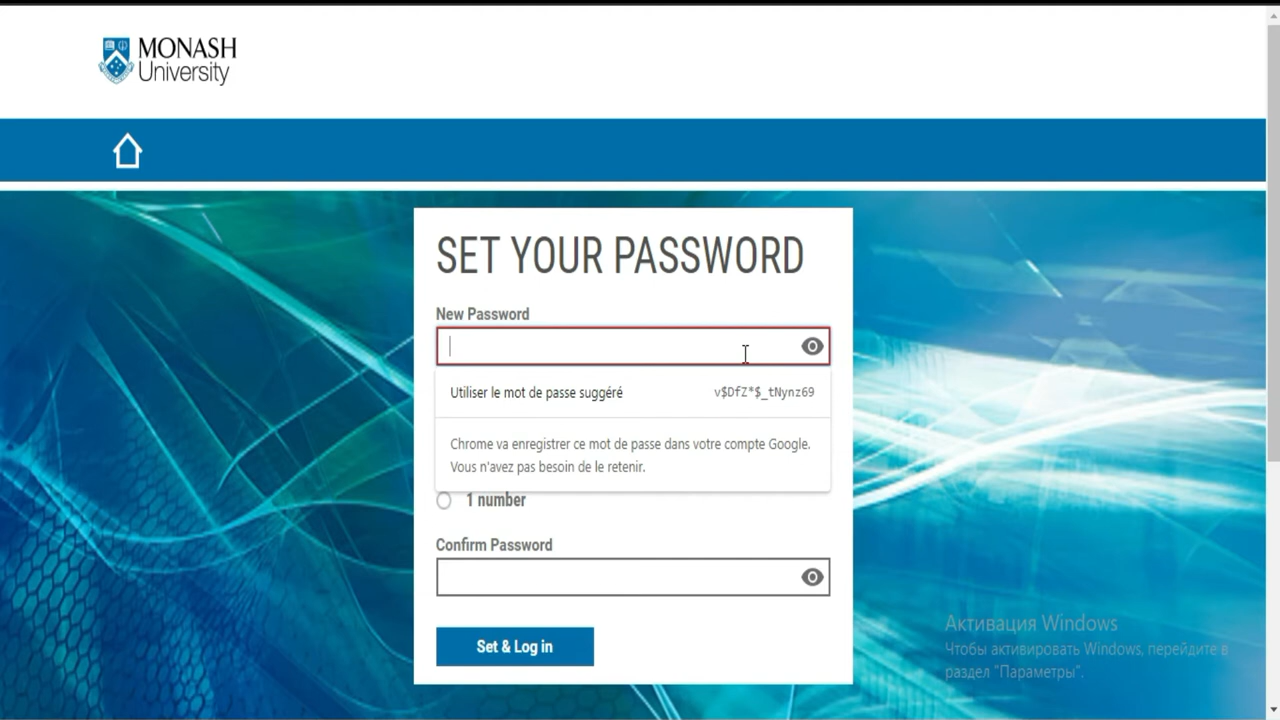 MONASH
University
SET YOUR PASSWORD
New Password
Utiliser le mot de passe suggéré v$DfZ*$_tNynz69
Chrome va enregistrer ce mot de passe dans votre compte Google.
Vous n'avez pas besoin de le retenir.
1 number
Confirm Password
Set & Log in
Активация Windows
Чтобы активировать Windows, перейдите в
раздел "Параметры".